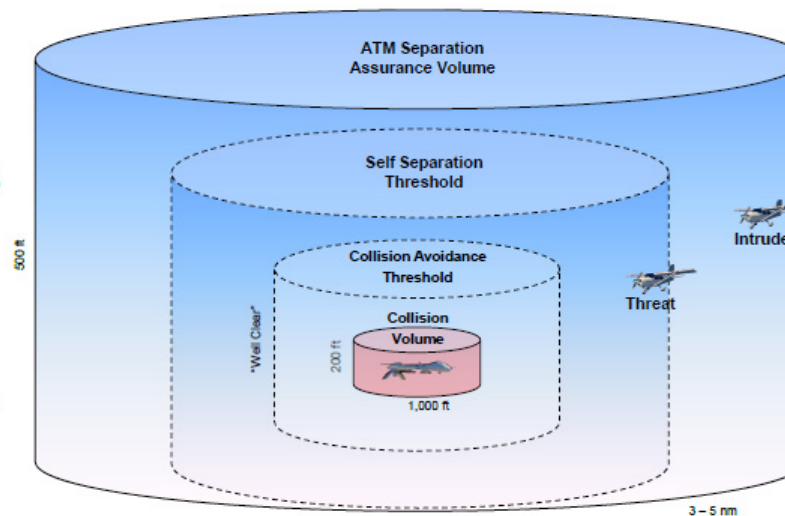 ATM Separation
Assurance Volume
Self Separation
Threshold
Intrude
500 ft
Collision Avoidance
Threshold
Threat
"Well Clear"
Collision
Volume
200 ft
1,000 ft
3 – 5 nm